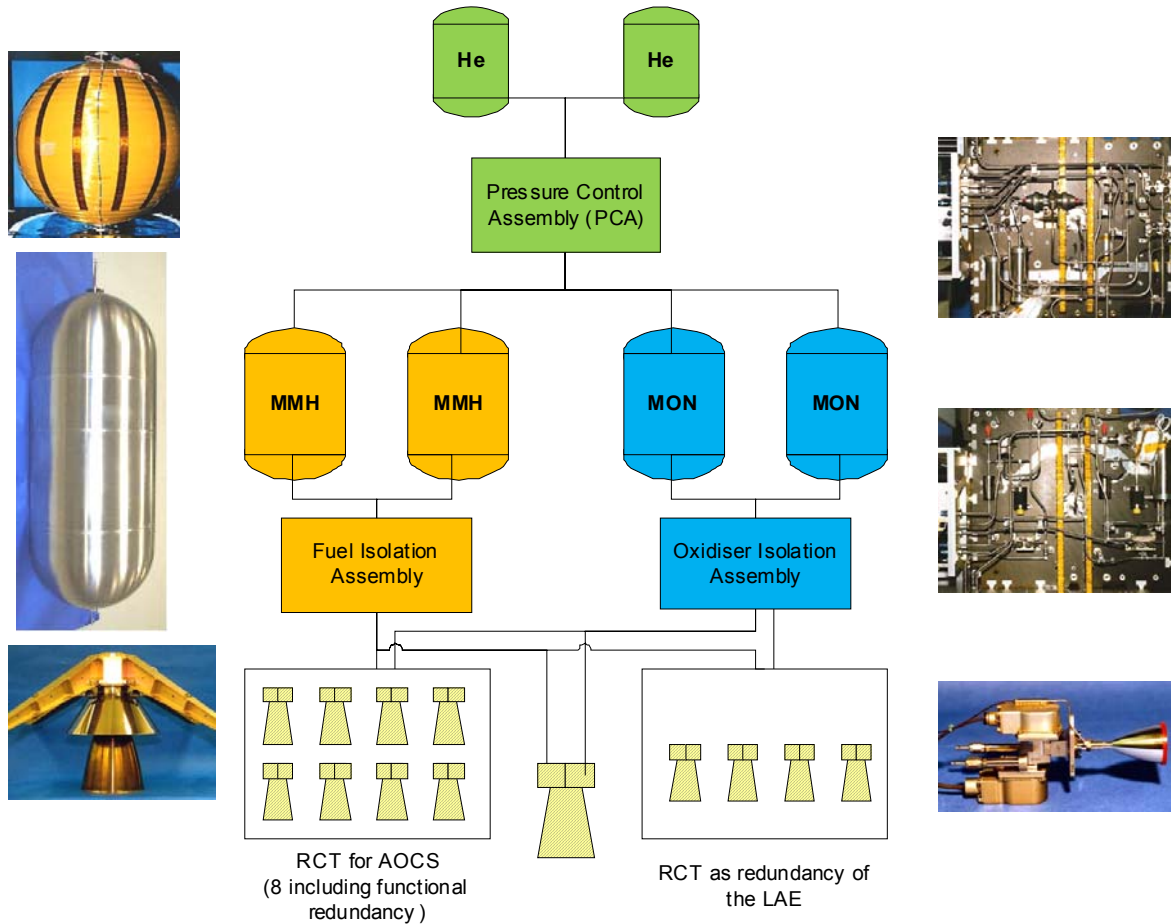 He
He
Pressure Control
Assembly (PCA)
MMH
MMH
MON
MON
Fuel Isolation
Assembly
Oxidiser Isolation
Assembly
RCT for AOCS
(8 including functional
redundancy)
RCT as redundancy of
the LAE